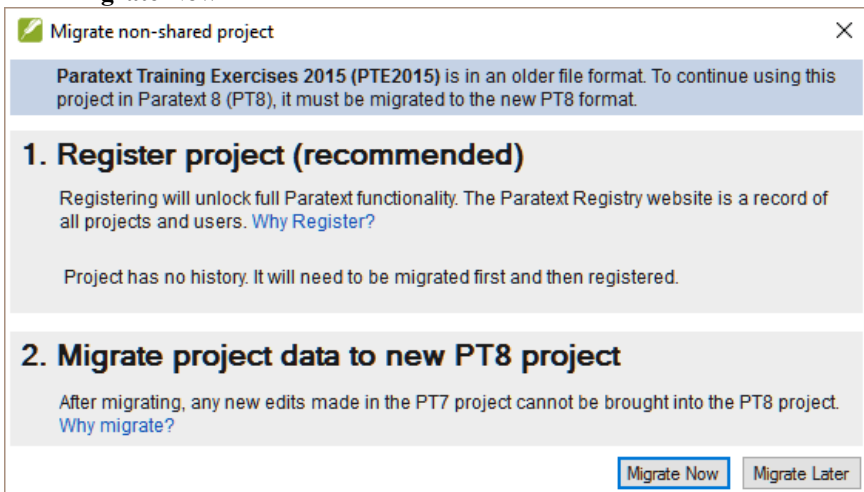 Migrate non-shared project
Paratext Training Exercises 2015 (PTE2015) is in an older file format. To continue using this
project in Paratext 8 (PT8), it must be migrated to the new PT8 format.
1. Register project (recommended)
Registering will unlock full Paratext functionality. The Paratext Registry website is a record of
all projects and users. Why Register?
Project has no history. It will need to be migrated first and then registered.
2. Migrate project data to new PT8 project
After migrating, any new edits made in the PT7 project cannot be brought into the PT8 project.
Why migrate?
Migrate Now Migrate Later